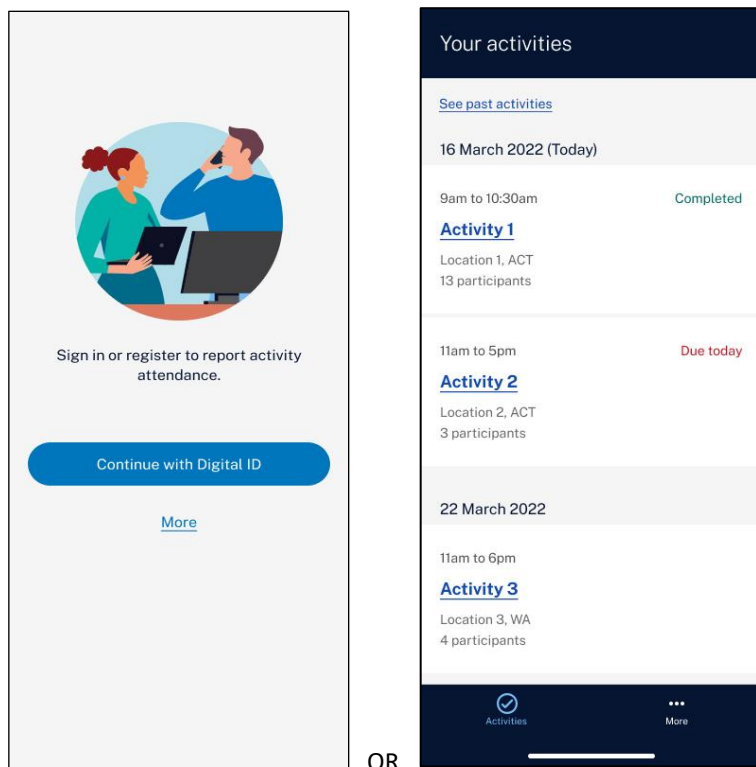 Sign in or register to report activity
attendance.
Continue with Digital ID
More
OR
Your activities
See past activities
16 March 2022 (Today)
9am to 10:30am
Completed
Activity 1
Location 1, ACT
13 participants
11am to 5pm
Due today
Activity 2
Location 2, ACT
3 participants
22 March 2022
11am to 6pm
Activity 3
Location 3, WA
4 participants
Activities
More